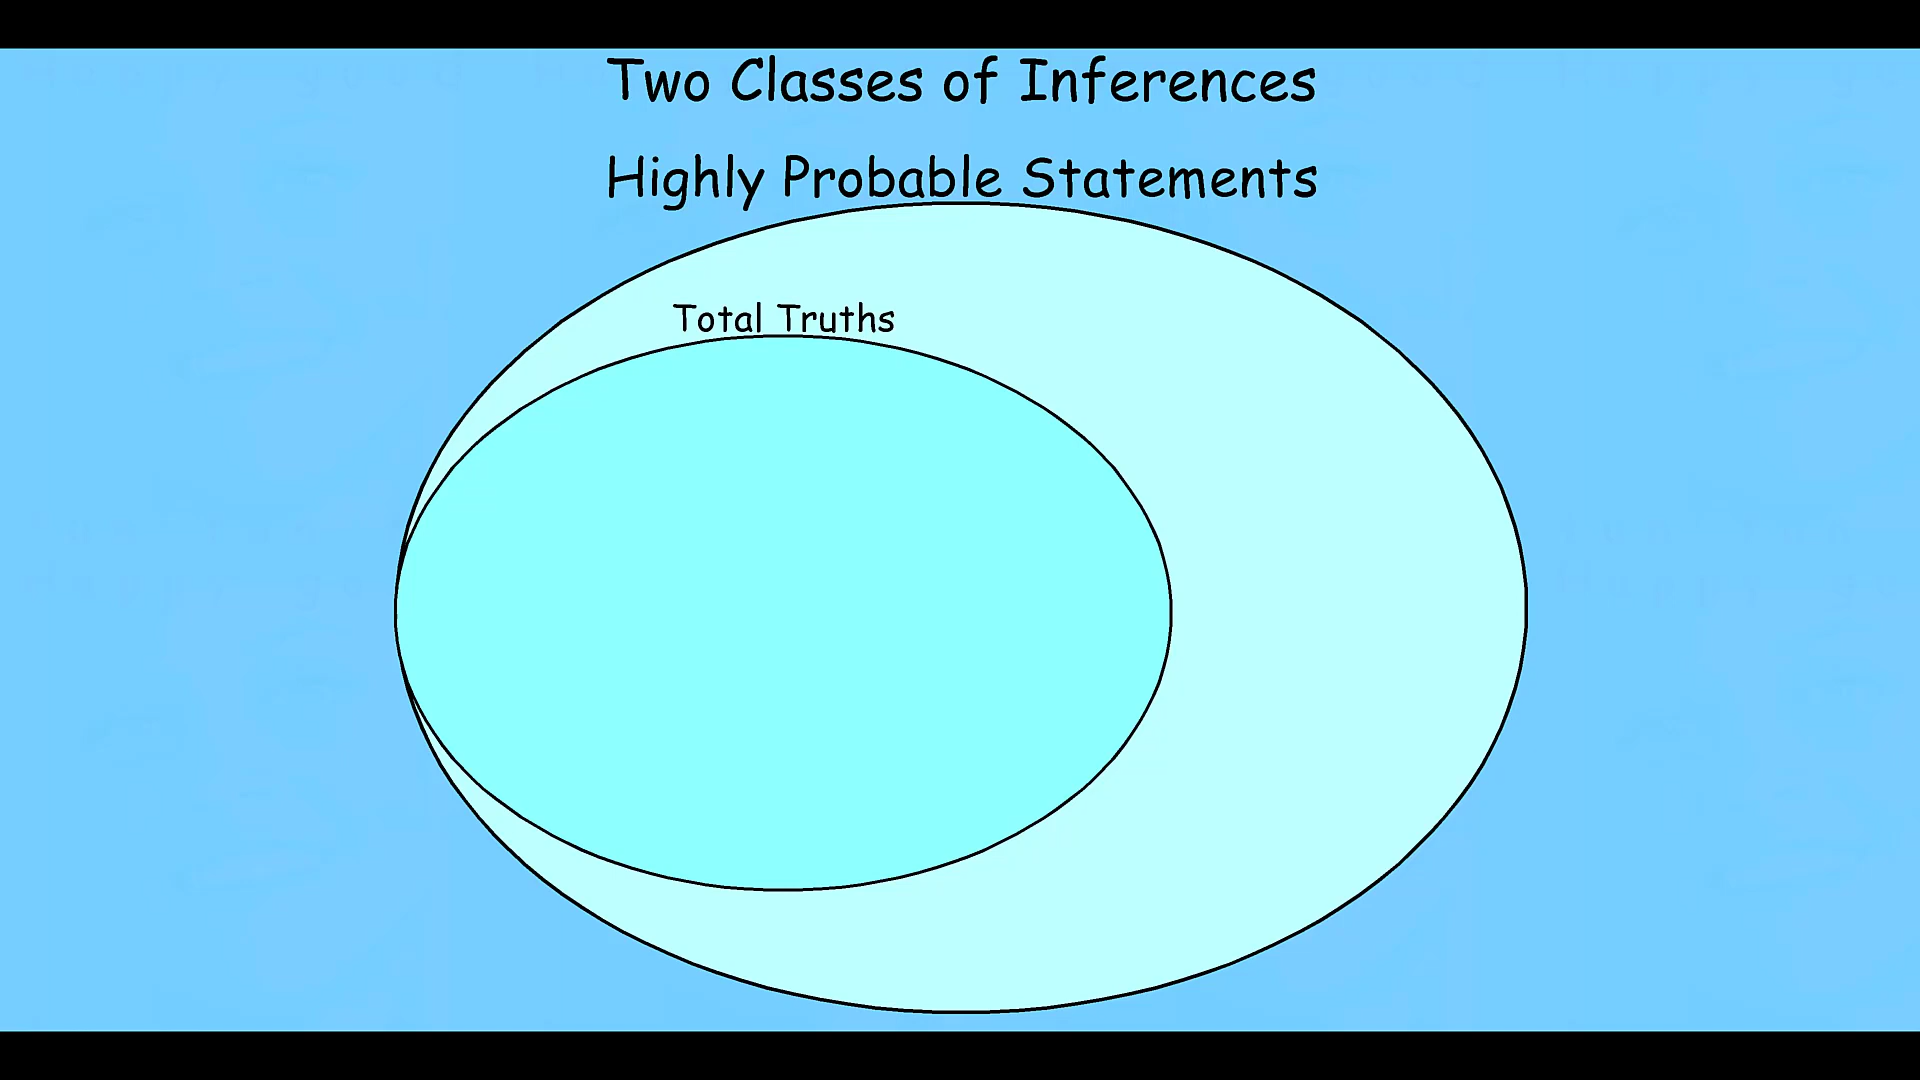 Two Classes of Inferences
Highly Probable Statements
Total Truths